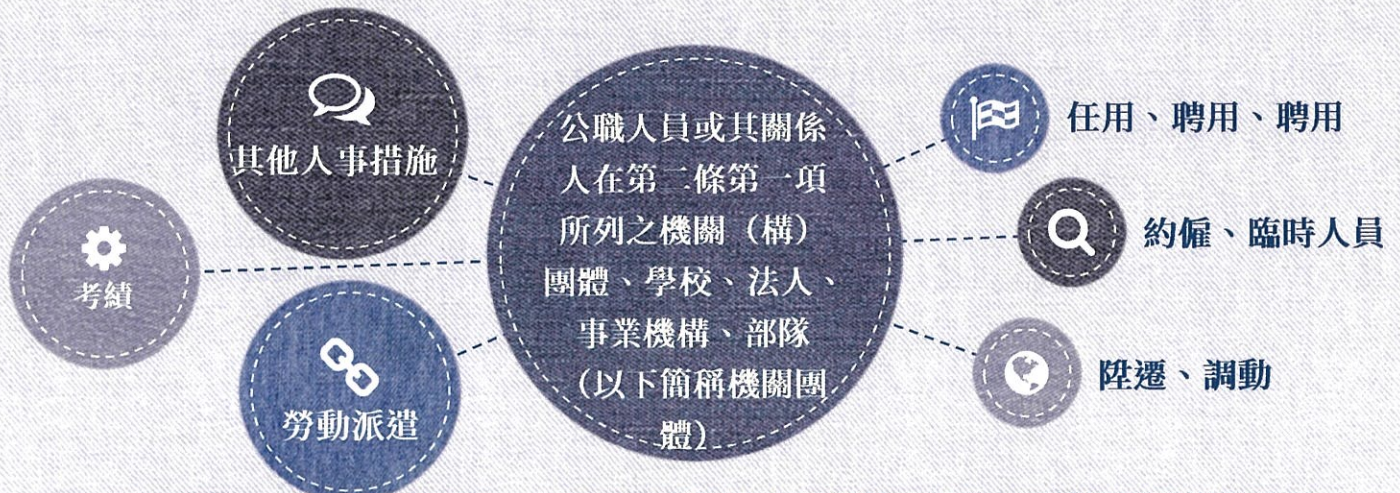 其他人事措施
考績
勞動派遣
公職人員或其關係
人在第二條第一項
所列之機關（構）
團體、學校、法人、
事業機構、部隊
（以下簡稱機關團
體）
任用、聘用、聘用
約僱、臨時人員
陞遷、調動